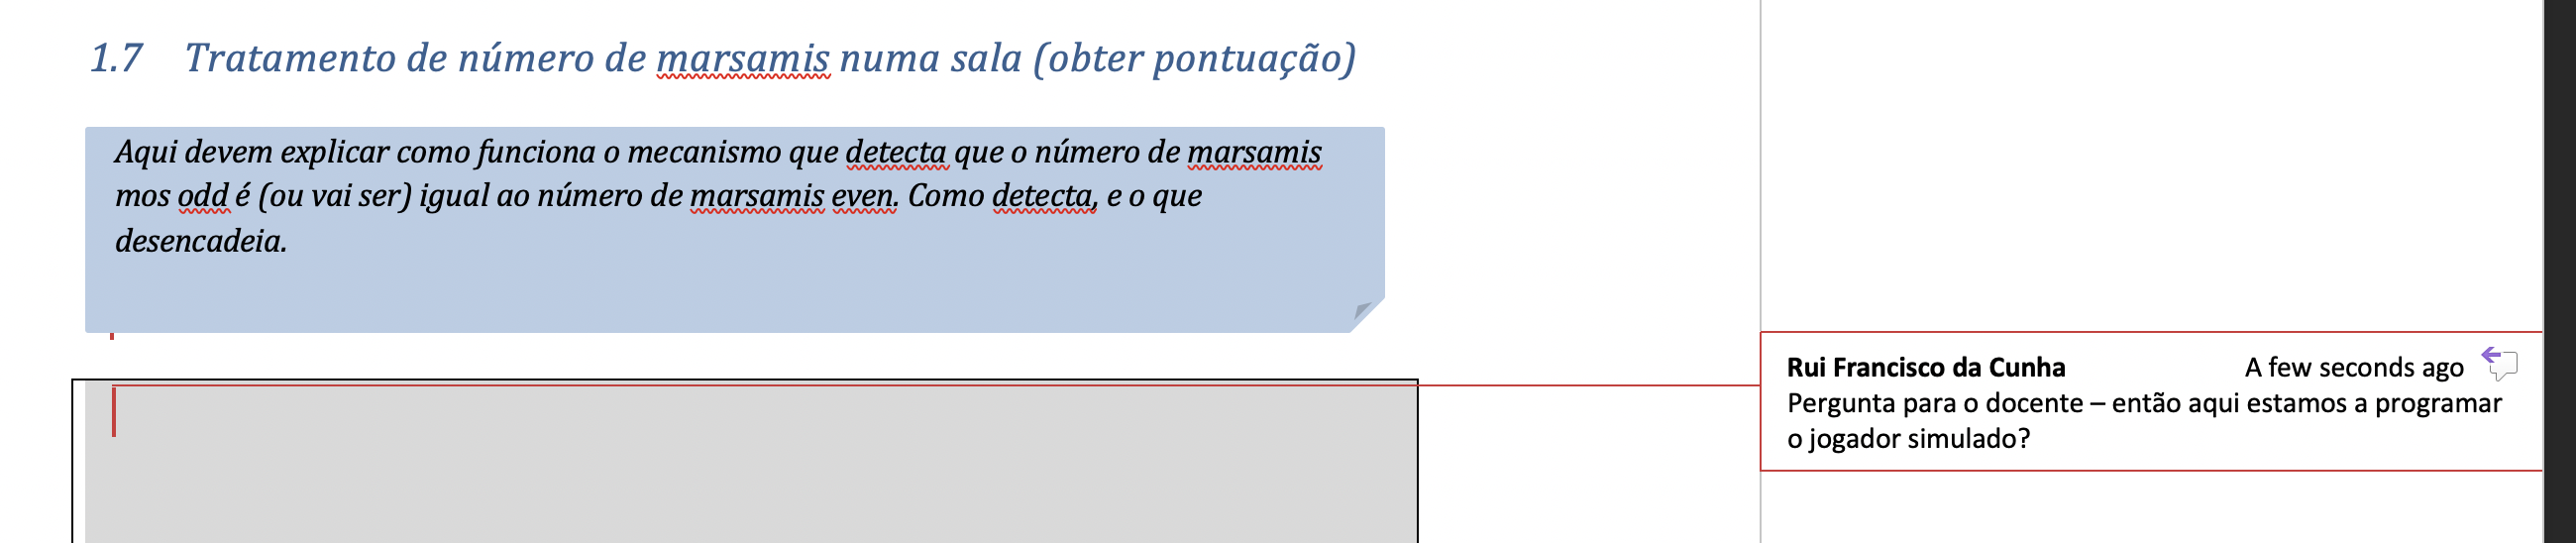 1.7 Tratamento de número de marsamis numa sala (obter pontuação)
Aqui devem explicar como funciona o mecanismo que detecta que o número de marsamis
mos odd é (ou vai ser) igual ao número de marsamis even. Como detecta, e o que
desencadeia.
Rui Francisco da Cunha A few seconds ago
Pergunta para o docente – então aqui estamos a programar
o jogador simulado?